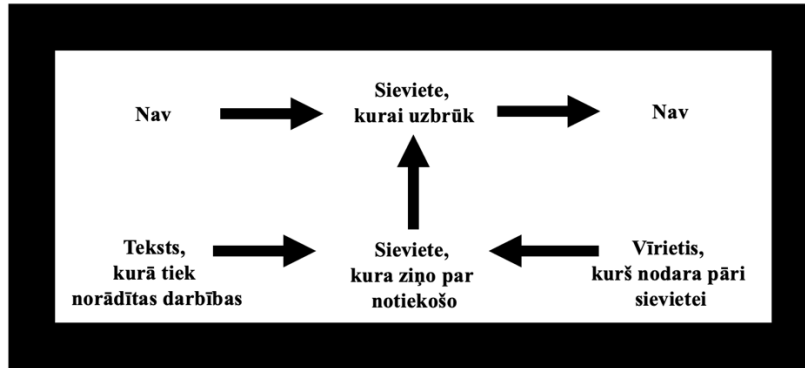 Nav
Sieviete,
kurai uzbrūk
Nav
Teksts,
kurā tiek
norādītas darbības
Sieviete,
kura ziņo par
notiekošo
Vīrietis,
kurš nodara pāri
sievietei